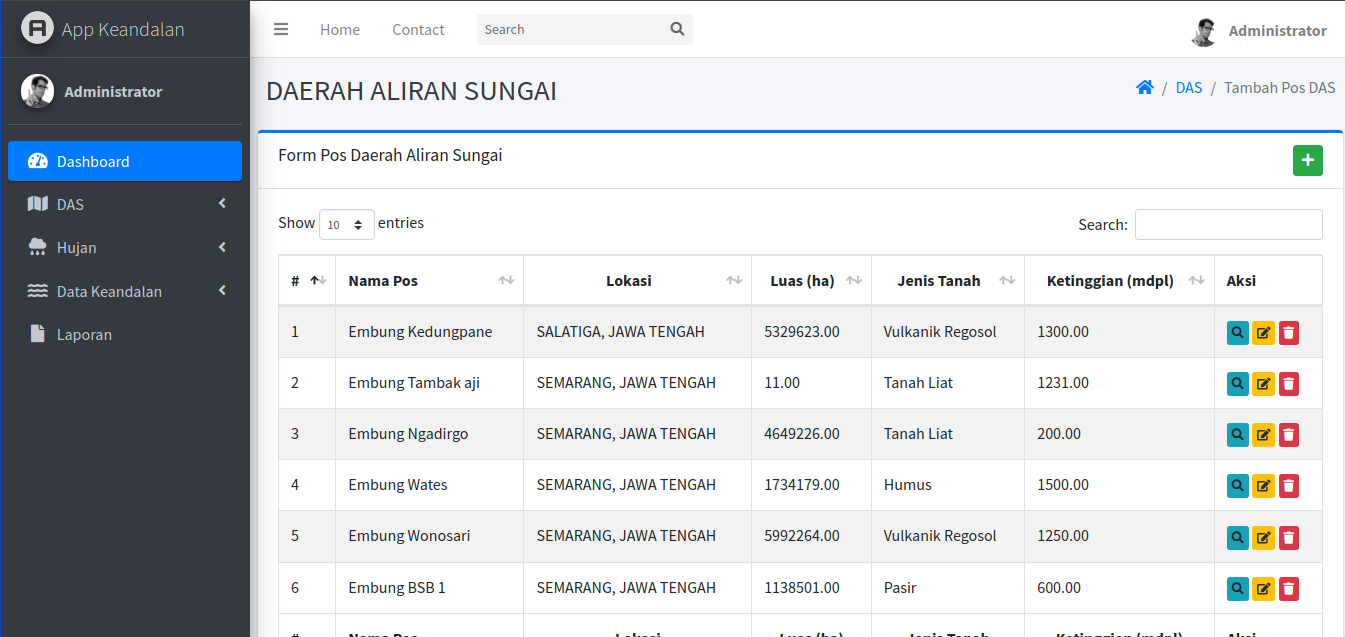 App Keandalan
Home Contact Search Administrator
Administrator
DAERAH ALIRAN SUNGAI
/ DAS / Tambah Pos DAS
Dashboard
DAS
Hujan
Data Keandalan
Laporan
Form Pos Daerah Aliran Sungai
Show 10 entries Search:
# Nama Pos Lokasi Luas (ha) Jenis Tanah Ketinggian (mdpl) Aksi
1 Embung Kedungpane SALATIGA, JAWA TENGAH 5329623.00 Vulkanik Regosol 1300.00
2 Embung Tambak aji SEMARANG, JAWA TENGAH 11.00 Tanah Liat 1231.00
3 Embung Ngadirgo SEMARANG, JAWA TENGAH 4649226.00 Tanah Liat 200.00
4 Embung Wates SEMARANG, JAWA TENGAH 1734179.00 Humus 1500.00
5 Embung Wonosari SEMARANG, JAWA TENGAH 5992264.00 Vulkanik Regosol 1250.00
6 Embung BSB 1 SEMARANG, JAWA TENGAH 1138501.00 Pasir 600.00
# Nama Pos Lokasi Luas (ha) Jenis Tanah Ketinggian (mdpl) Aksi